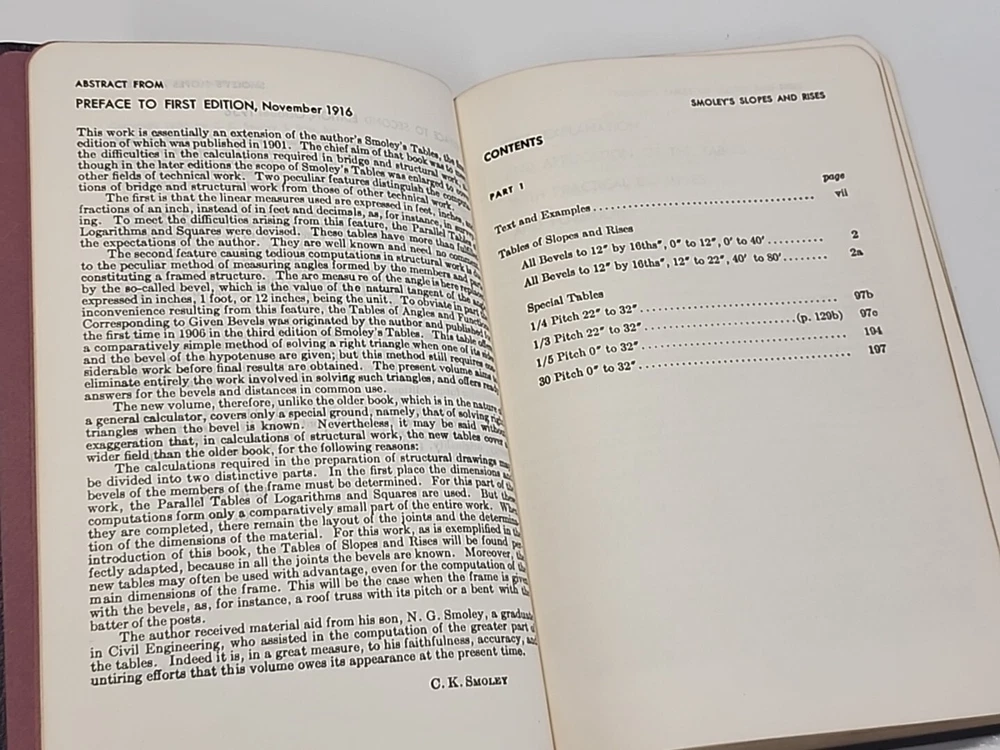 ABSTRACT FROM
PREFACE TO FIRST EDITION, November 1916
This work is essentially an extension of the author's Smoley's Tables, the
edition of which was published in 1901. The chief aim of that book was to
the difficulties in the calculations required in bridge and structural work,
though in the later editions the scope of Smoley's Tables was enlarged to
other fields of technical work. Two peculiar features distinguish the
tions of bridge and structural work from those of other technical work.
The first is that the linear measures used are expressed in feet, inches,
fractions of an inch, instead of in feet and decimals, as, for instance, in
ing. To meet the difficulties arising from this feature, the Parallel Tables
Logarithms and Squares were devised. These tables have more than
the expectations of the author. They are well known and need no
The second feature causing tedious computations in structural work is
to the peculiar method of measuring angles formed by the members and
constituting a framed structure. The arc measure of the angle is here
by the so-called bevel, which is the value of the natural tangent of the
expressed in inches, 1 foot, or 12 inches, being the unit. To obviate in part
inconvenience resulting from this feature, the Tables of Angles and
Corresponding to Given Bevels was originated by the author and published
the first time in 1906 in the third edition of Smoley's Tables. This table
a comparatively simple method of solving a right triangle when one of its
and the bevel of the hypotenuse are given; but this method still requires
siderable work before final results are obtained. The present volume
eliminate entirely the work involved in solving such triangles, and offers
answers for the bevels and distances in common use.
The new volume, therefore, unlike the older book, which is in the nature
a general calculator, covers only a special ground, namely, that of solving
triangles when the bevel is known. Nevertheless, it may be said
exaggeration that, in calculations of structural work, the new tables cover
wider field than the older book, for the following reasons:
The calculations required in the preparation of structural drawings
be divided into two distinctive parts. In the first place the dimensions
bevels of the members of the frame must be determined. For this part of
work, the Parallel Tables of Logarithms and Squares are used. But
computations form only a comparatively small part of the entire work.
they are completed, there remain the layout of the joints and the
tion of the dimensions of the material. For this work, as is exemplified in
introduction of this book, the Tables of Slopes and Rises will be found
fectly adapted, because in all the joints the bevels are known. Moreover,
new tables may often be used with advantage, even for the computation of
main dimensions of the frame. This will be the case when the frame is
with the bevels, as, for instance, a roof truss with its pitch or a bent with
batter of the posts.
The author received material aid from his son, N. G. Smoley, a graduate
in Civil Engineering, who assisted in the computation of the greater part
the tables. Indeed it is, in a great measure, to his faithfulness, accuracy,
untiring efforts that this volume owes its appearance at the present time.
C. K. SMOLEY
SMOLEY'S SLOPES AND RISES
CONTENTS
PART 1
page
Text and Examples vii
Tables of Slopes and Rises
All Bevels to 12″ by 16ths″, 0″ to 12″, 0′ to 40′ 2
All Bevels to 12″ by 16ths″, 12″ to 22″, 40′ to 80′ 2a
Special Tables
1/4 Pitch 22″ to 32″ 97b
1/3 Pitch 22″ to 32″ (p. 129b) 97c
1/5 Pitch 0″ to 32″ 194
30 Pitch 0″ to 32″ 197